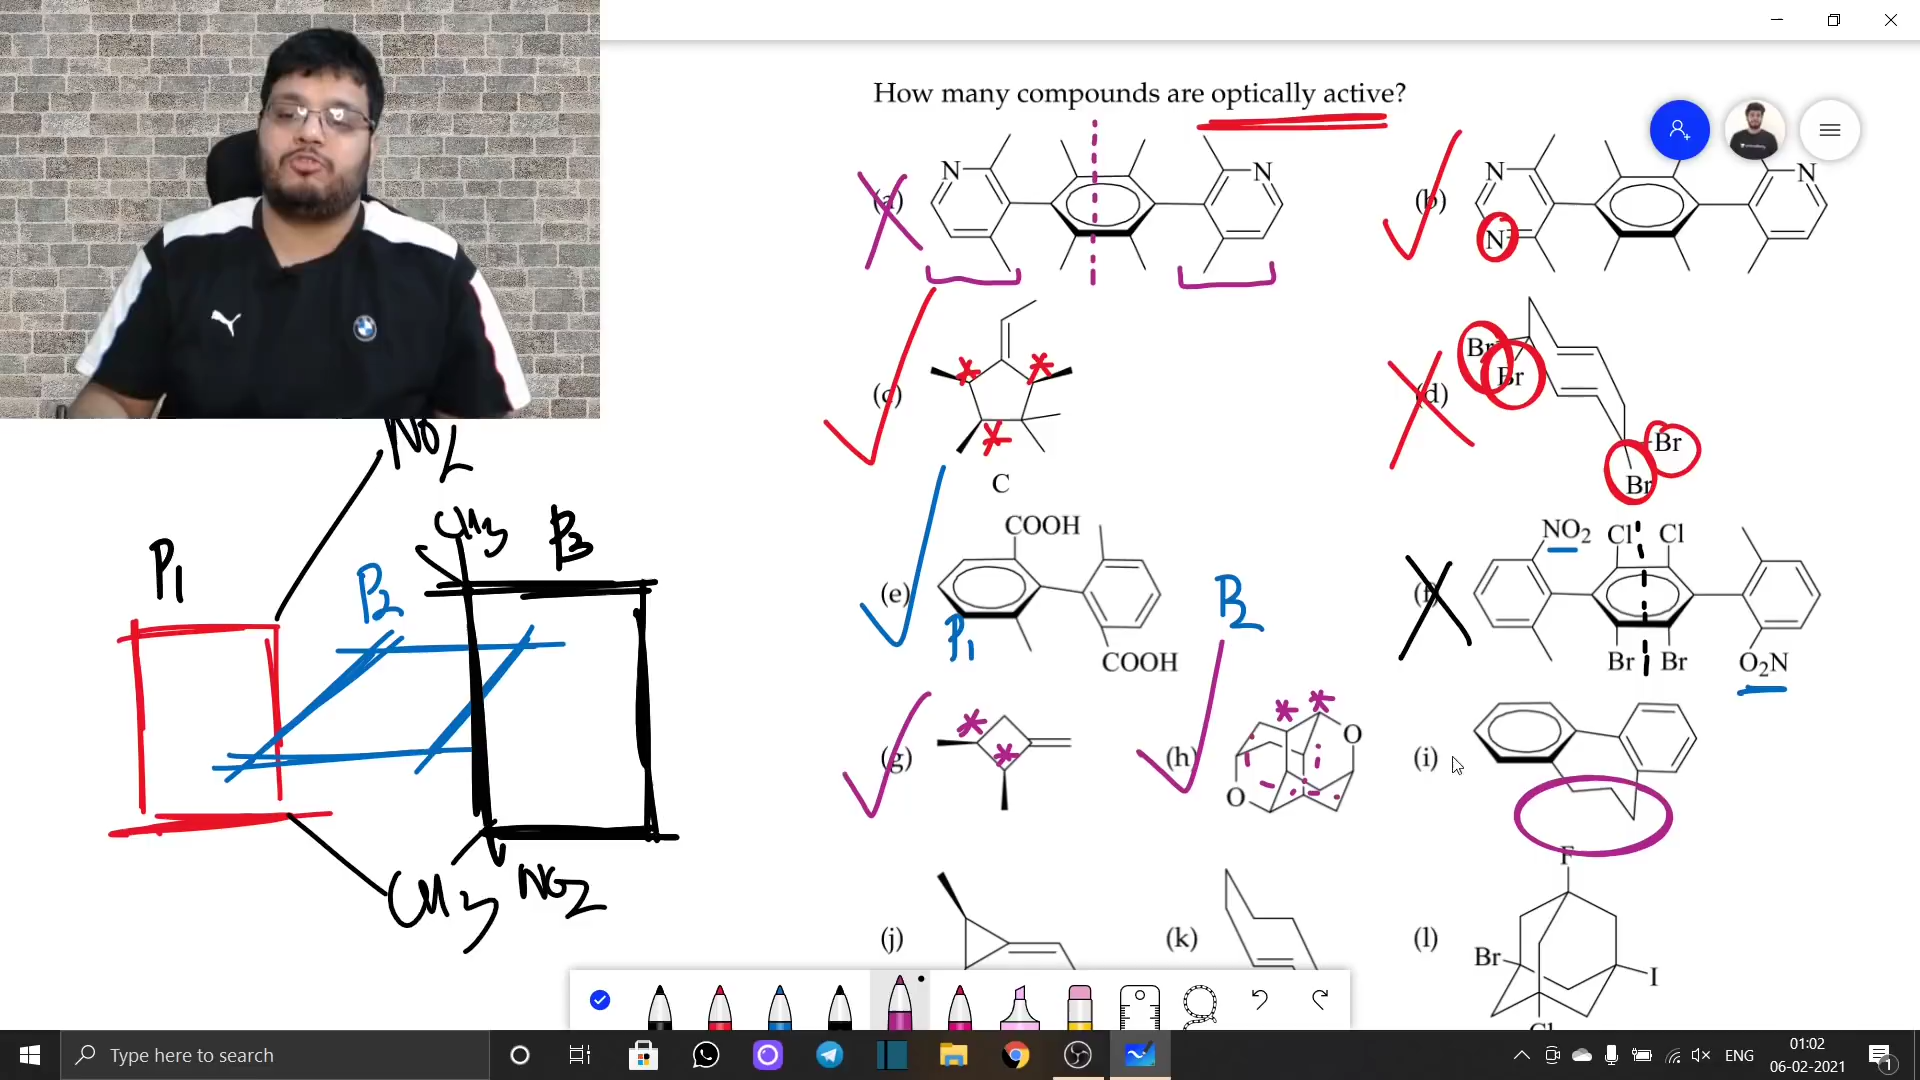 How many compounds are optically active?
N
N
(a)
N
N
N+
(b)
(c)
C
Br
Br
(d)
Br
Br
NO2
CH3
P3
P1
P2
CH3
NO2
COOH
(e)
P1
COOH
P2
NO2
Cl
Cl
(f)
Br
Br
O2N
(g)
(h)
O
O
(i)
(j)
(k)
(l)
F
Br
I
Cl
Type here to search
ENG
01:02
06-02-2021
1